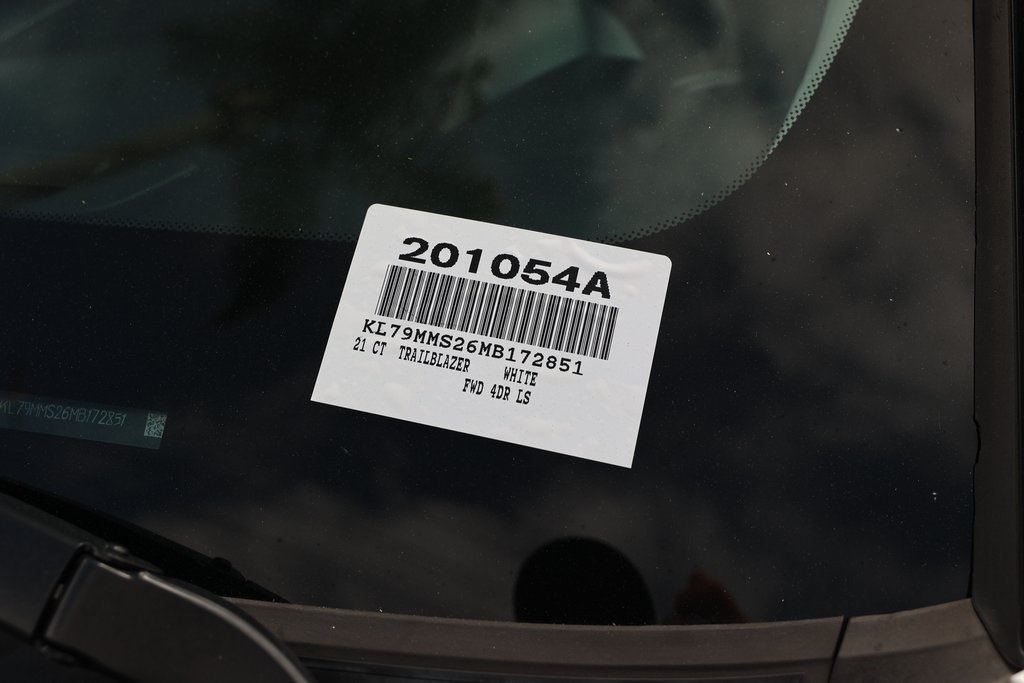 201054A
KL79MMS26MB172851
21 CT TRAILBLAZER WHITE
FWD 4DR LS
KL79MMS26MB172851